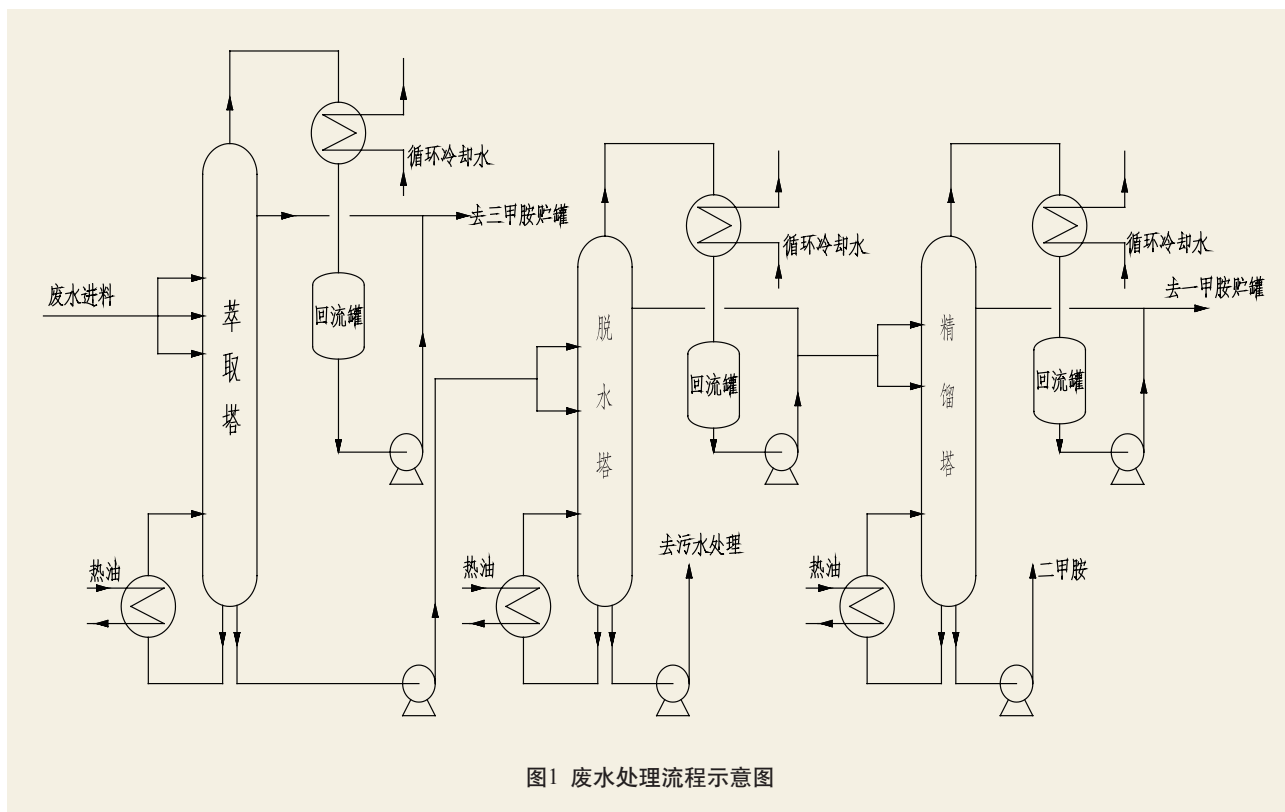 循环冷却水
去三甲胺贮罐
废水进料
萃取塔
回流罐
热油
循环冷却水
脱水塔
回流罐
热油
去污水处理
循环冷却水
去一甲胺贮罐
精馏塔
回流罐
热油
二甲胺
图1 废水处理流程示意图